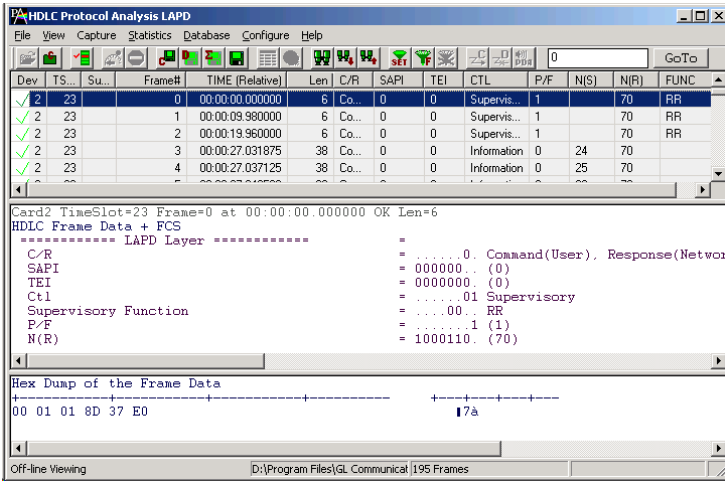 HDLC Protocol Analysis LAPD
File View Capture Statistics Database Configure Help
SET 0 GoTo
Dev TS... Su... Frame# TIME (Relative) Len C/R SAPI TEI CTL P/F N(S) N(R) FUNC
2 23 0 00:00:00.000000 6 Co... 0 0 Supervis... 1 70 RR
2 23 1 00:00:09.980000 6 Co... 0 0 Supervis... 1 70 RR
2 23 2 00:00:19.960000 6 Co... 0 0 Supervis... 1 70 RR
2 23 3 00:00:27.031875 38 Co... 0 0 Information 0 24 70
2 23 4 00:00:27.037125 38 Co... 0 0 Information 0 25 70
Card2 TimeSlot=23 Frame=0 at 00:00:00.000000 OK Len=6
HDLC Frame Data + FCS
============ LAPD Layer ============ =
C/R = ......0. Command(User), Response(Networ
SAPI = 000000.. (0)
TEI = 0000000. (0)
Ctl = ......01 Supervisory
Supervisory Function = ....00.. RR
P/F = .......1 (1)
N(R) = 1000110. (70)
Hex Dump of the Frame Data
+-----------+-----------+-----------+---------- +---+---+---+---
00 01 01 8D 37 E0 7à
Off-line Viewing D:\Program Files\GL Communicat 195 Frames